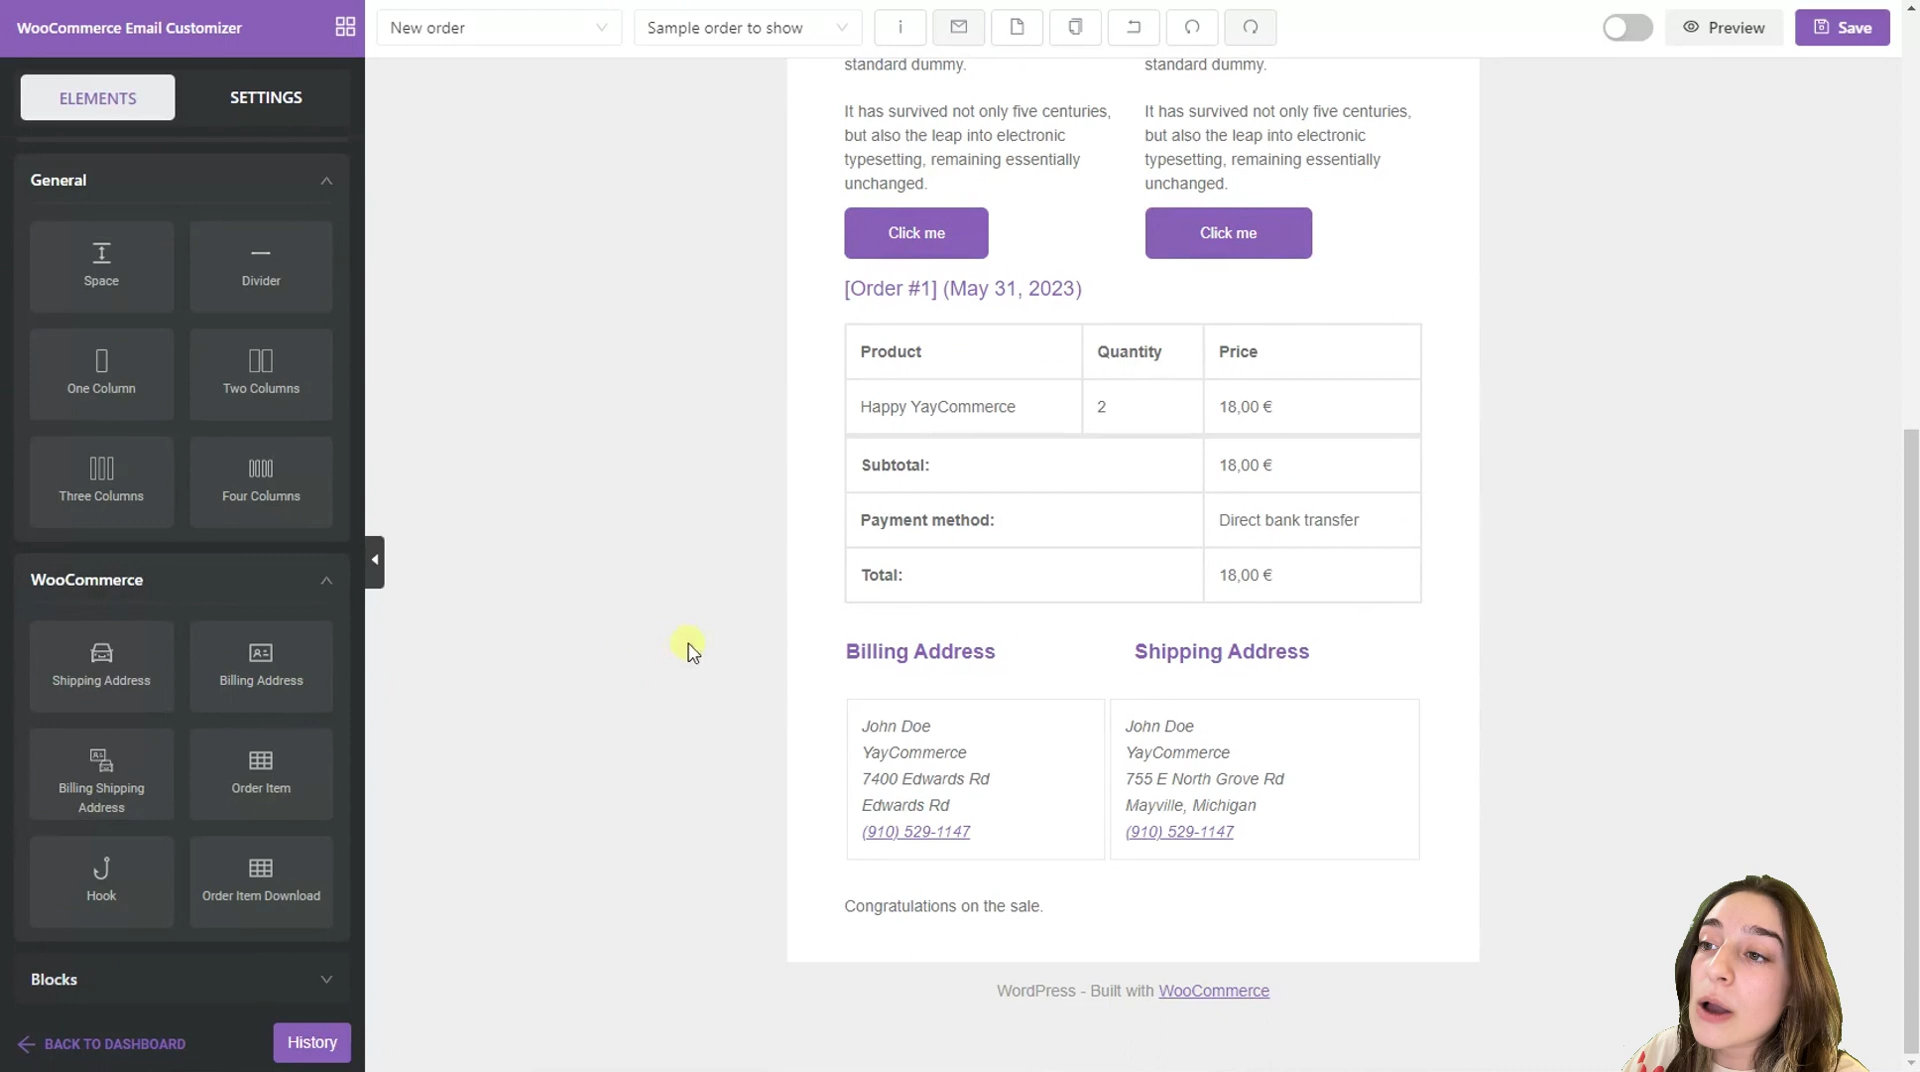 WooCommerce Email Customizer
New order
Sample order to show
Preview
Save
ELEMENTS
SETTINGS
General
Space
Divider
One Column
Two Columns
Three Columns
Four Columns
WooCommerce
Shipping Address
Billing Address
Billing Shipping
Address
Order Item
Hook
Order Item Download
Blocks
BACK TO DASHBOARD
History
standard dummy.
It has survived not only five centuries,
but also the leap into electronic
typesetting, remaining essentially
unchanged.
Click me
standard dummy.
It has survived not only five centuries,
but also the leap into electronic
typesetting, remaining essentially
unchanged.
Click me
[Order #1] (May 31, 2023)
Product Quantity Price
Happy YayCommerce 2 18,00 €
Subtotal: 18,00 €
Payment method: Direct bank transfer
Total: 18,00 €
Billing Address
John Doe
YayCommerce
7400 Edwards Rd
Edwards Rd
(910) 529-1147
Shipping Address
John Doe
YayCommerce
755 E North Grove Rd
Mayville, Michigan
(910) 529-1147
Congratulations on the sale.
WordPress - Built with WooCommerce